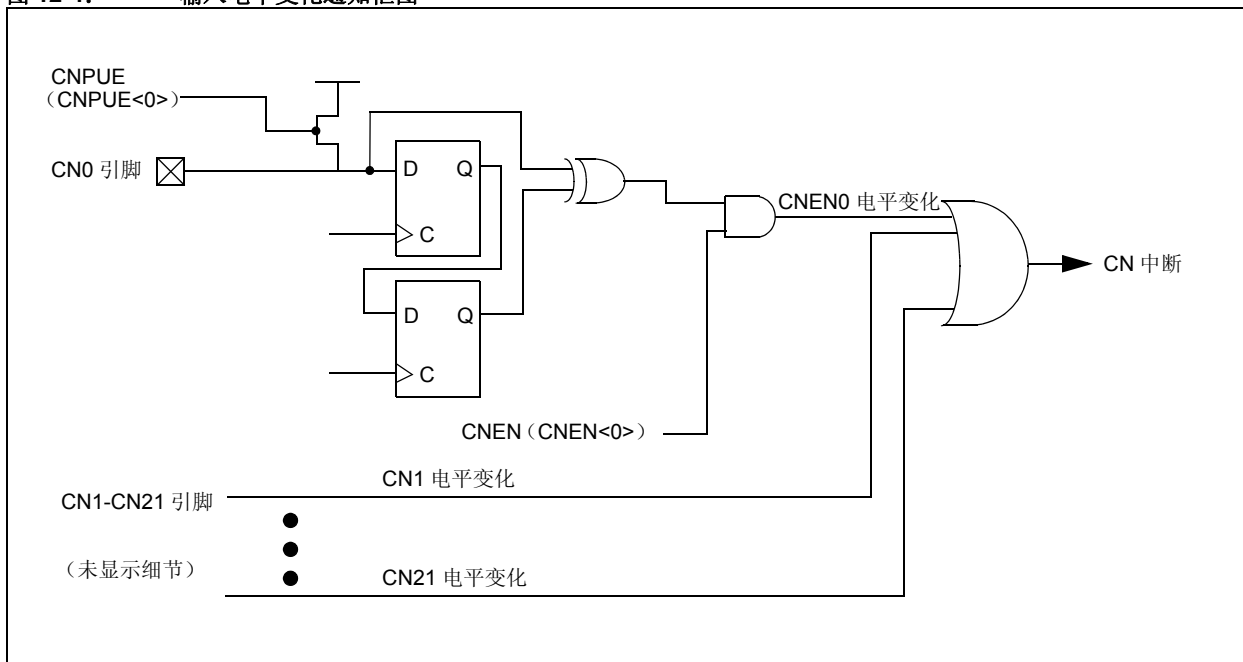 CNPUE
（CNPUE<0>）
CN0 引脚
D Q
C
D Q
C
CNEN（CNEN<0>）
CNEN0 电平变化
CN 中断
CN1 电平变化
CN1-CN21 引脚
（未显示细节）
CN21 电平变化